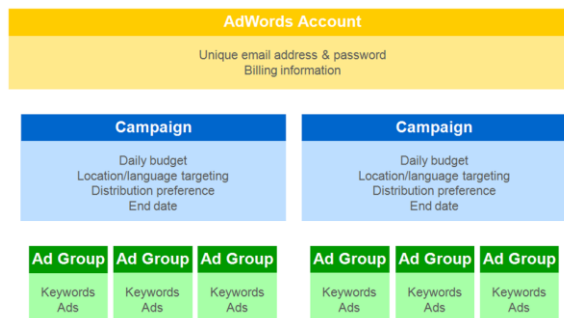 AdWords Account
Unique email address & password
Billing information
Campaign
Daily budget
Location/language targeting
Distribution preference
End date
Campaign
Daily budget
Location/language targeting
Distribution preference
End date
Ad Group
Keywords
Ads
Ad Group
Keywords
Ads
Ad Group
Keywords
Ads
Ad Group
Keywords
Ads
Ad Group
Keywords
Ads
Ad Group
Keywords
Ads